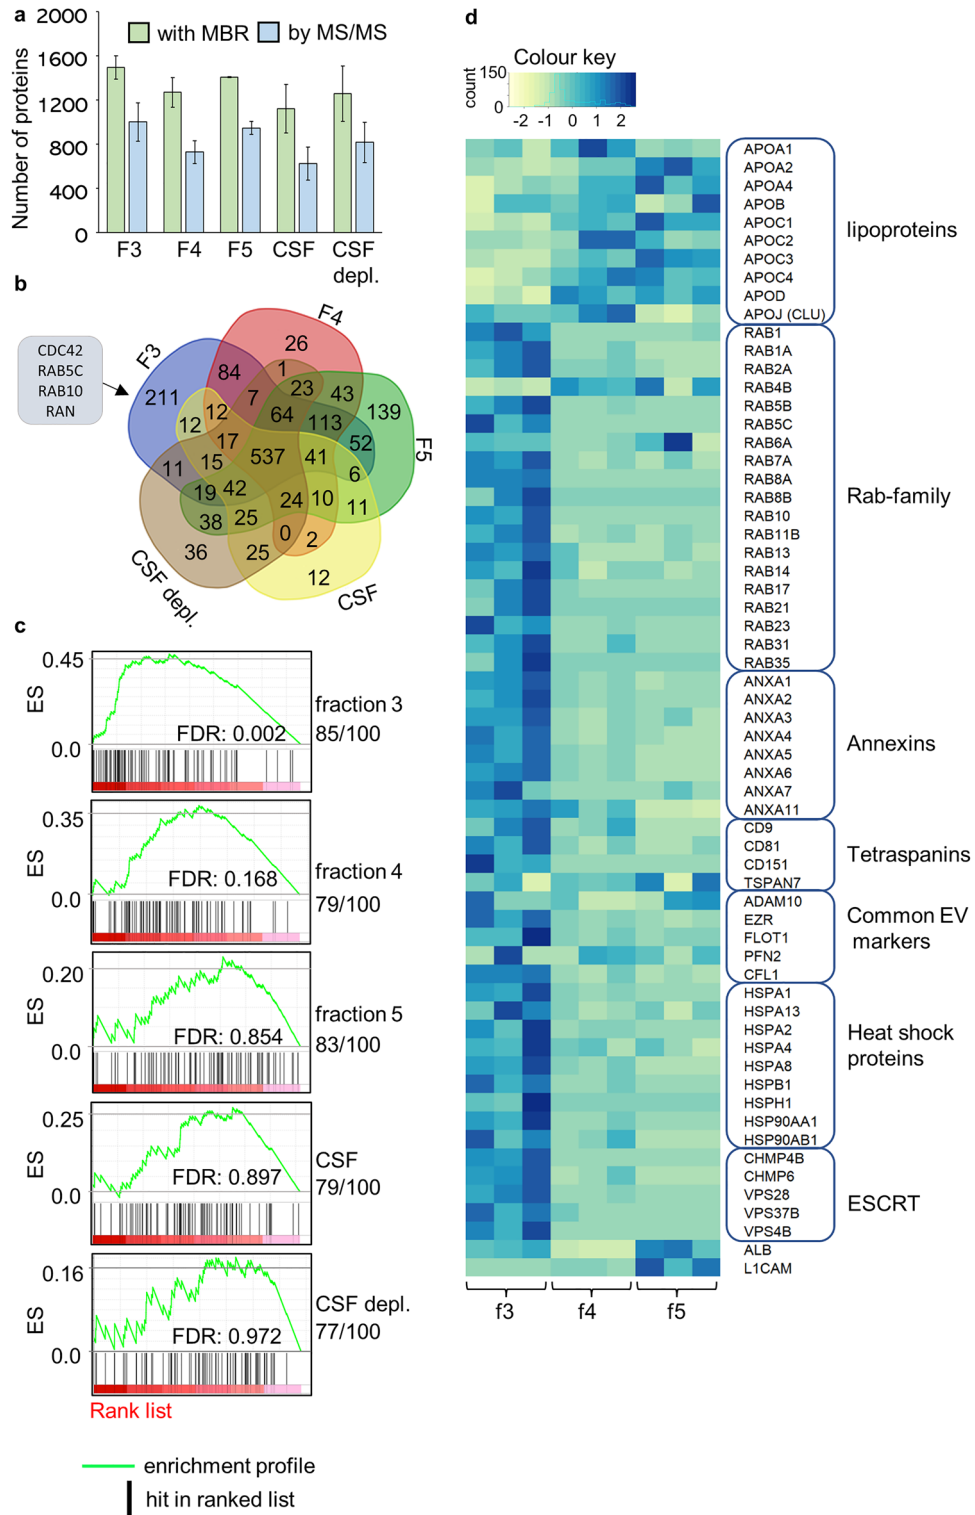 a
2000
1600
1200
800
400
0
Number of proteins
with MBR
by MS/MS
F3
F4
F5
CSF
CSF
depl.
b
CDC42
RAB5C
RAB10
RAN
F3
F4
F5
CSF
CSF depl.
26
84
1
23
43
211
7
139
12
12
64
113
17
52
537
41
11
15
6
19
42
24
10
11
38
25
0
2
36
25
12
c
0.45
ES
0.0
FDR: 0.002
fraction 3
85/100
0.35
ES
0.0
FDR: 0.168
fraction 4
79/100
0.20
ES
0.0
FDR: 0.854
fraction 5
83/100
0.25
ES
0.0
FDR: 0.897
CSF
79/100
0.16
ES
0.0
FDR: 0.972
CSF depl.
77/100
Rank list
enrichment profile
hit in ranked list
d
Colour key
count
150
0
-2 -1 0 1 2
APOA1
APOA2
APOA4
APOB
APOC1
APOC2
APOC3
APOC4
APOD
APOJ (CLU)
lipoproteins
RAB1
RAB1A
RAB2A
RAB4B
RAB5B
RAB5C
RAB6A
RAB7A
RAB8A
RAB8B
RAB10
RAB11B
RAB13
RAB14
RAB17
RAB21
RAB23
RAB31
RAB35
Rab-family
ANXA1
ANXA2
ANXA3
ANXA4
ANXA5
ANXA6
ANXA7
ANXA11
Annexins
CD9
CD81
CD151
TSPAN7
Tetraspanins
ADAM10
EZR
FLOT1
PFN2
CFL1
Common EV
markers
HSPA1
HSPA13
HSPA2
HSPA4
HSPA8
HSPB1
HSPH1
HSP90AA1
HSP90AB1
Heat shock
proteins
CHMP4B
CHMP6
VPS28
VPS37B
VPS4B
ESCRT
ALB
L1CAM
f3
f4
f5